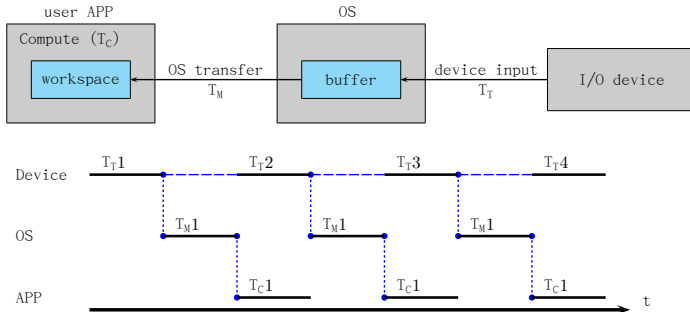 user APP OS
Compute (T_C)
workspace OS transfer buffer device input I/O device
T_M T_T
Device T_T1 T_T2 T_T3 T_T4
OS T_M1 T_M1 T_M1
APP T_C1 T_C1 T_C1 t